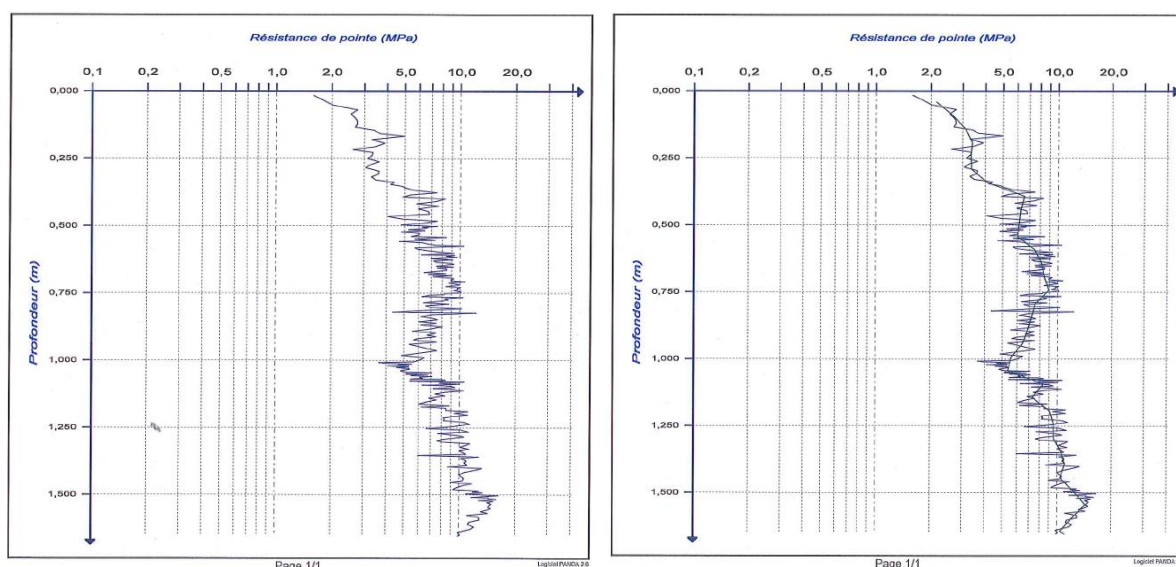 Résistance de pointe (MPa)
0,1 0,2 0,5 1,0 2,0 5,0 10,0 20,0
0,000
0,250
0,500
0,750
1,000
1,250
1,500
Profondeur (m)
Page 1/1
Logiciel PANDA 2.6
Résistance de pointe (MPa)
0,1 0,2 0,5 1,0 2,0 5,0 10,0 20,0
0,000
0,250
0,500
0,750
1,000
1,250
1,500
Profondeur (m)
Page 1/1
Logiciel PANDA